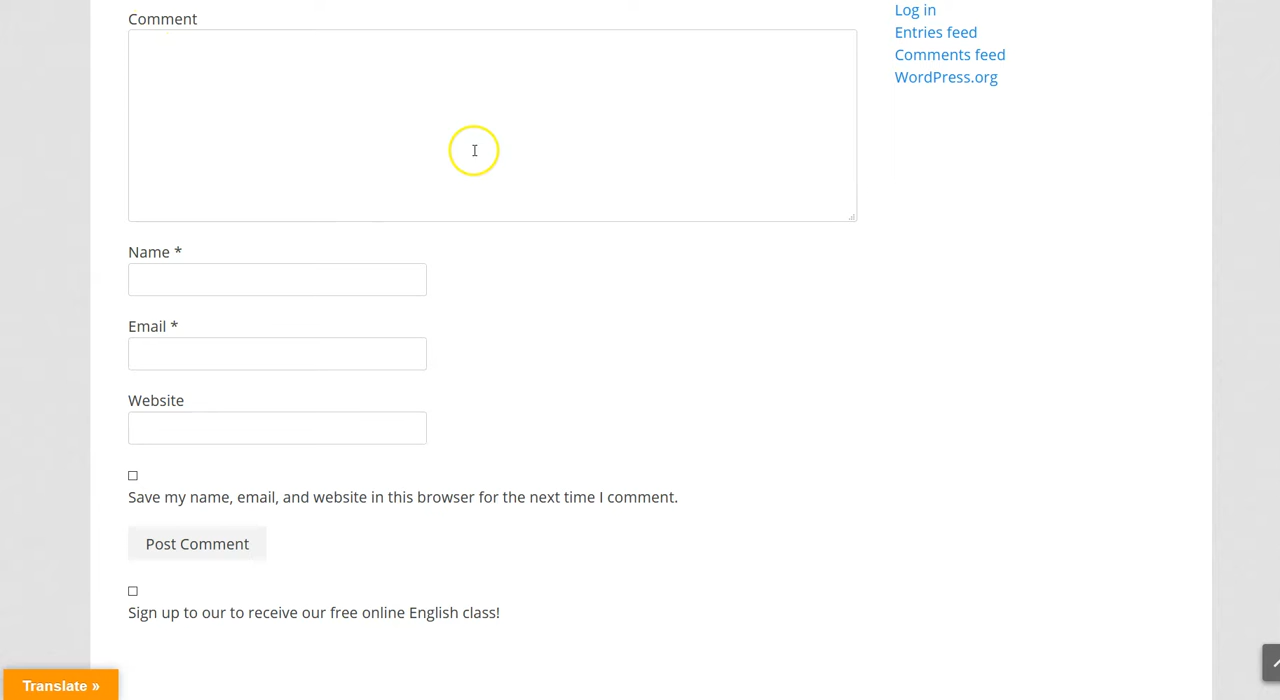 Comment
Name *
Email *
Website
Save my name, email, and website in this browser for the next time I comment.
Post Comment
Sign up to our to receive our free online English class!
Log in
Entries feed
Comments feed
WordPress.org
Translate »